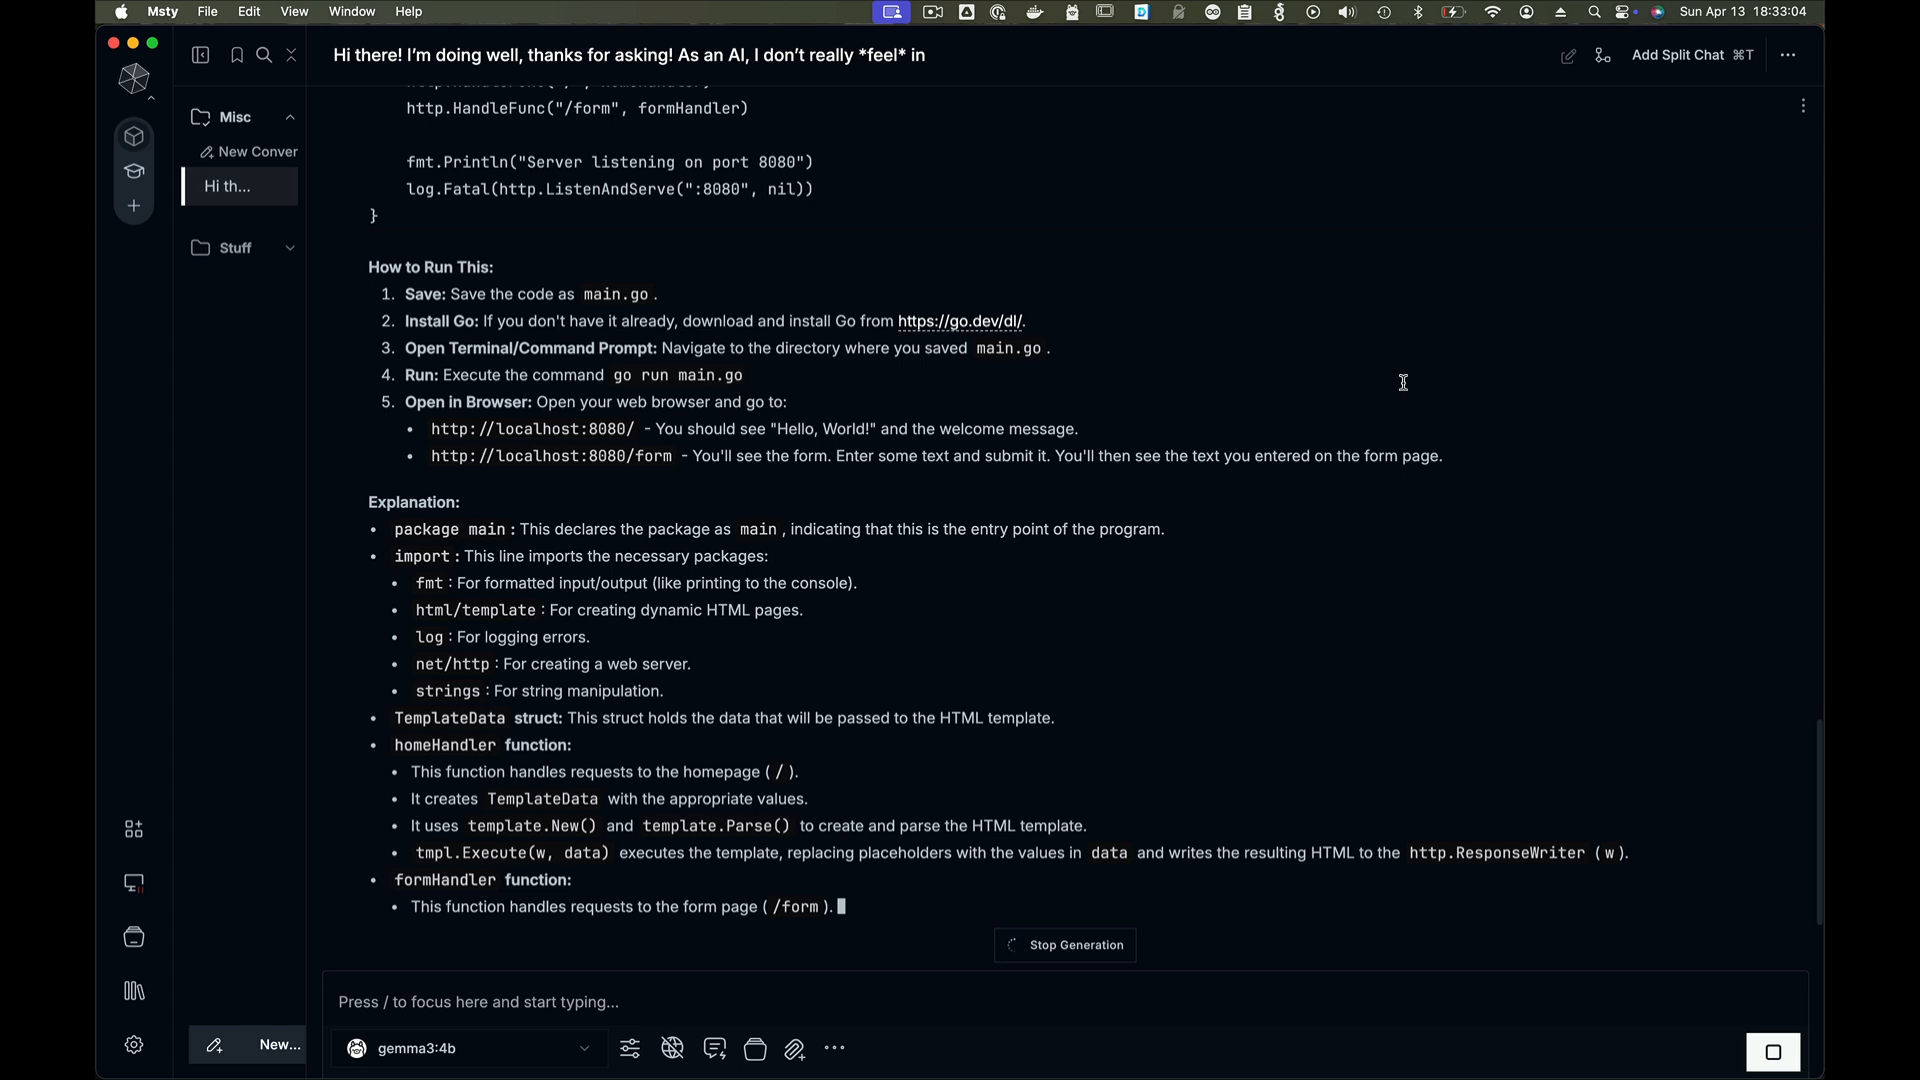 Msty File Edit View Window Help
Sun Apr 13 18:33:04
Hi there! I'm doing well, thanks for asking! As an AI, I don't really *feel* in
Add Split Chat ⌘T
Misc
New Conver
Hi th...
Stuff
http.HandleFunc("/form", formHandler)
fmt.Println("Server listening on port 8080")
log.Fatal(http.ListenAndServe(":8080", nil))
}
How to Run This:
1. Save: Save the code as main.go .
2. Install Go: If you don't have it already, download and install Go from https://go.dev/dl/.
3. Open Terminal/Command Prompt: Navigate to the directory where you saved main.go .
4. Run: Execute the command go run main.go
5. Open in Browser: Open your web browser and go to:
• http://localhost:8080/ - You should see "Hello, World!" and the welcome message.
• http://localhost:8080/form - You'll see the form. Enter some text and submit it. You'll then see the text you entered on the form page.
Explanation:
• package main : This declares the package as main , indicating that this is the entry point of the program.
• import : This line imports the necessary packages:
• fmt : For formatted input/output (like printing to the console).
• html/template : For creating dynamic HTML pages.
• log : For logging errors.
• net/http : For creating a web server.
• strings : For string manipulation.
• TemplateData struct: This struct holds the data that will be passed to the HTML template.
• homeHandler function:
• This function handles requests to the homepage ( / ).
• It creates TemplateData with the appropriate values.
• It uses template.New() and template.Parse() to create and parse the HTML template.
• tmpl.Execute(w, data) executes the template, replacing placeholders with the values in data and writes the resulting HTML to the http.ResponseWriter ( w ).
• formHandler function:
• This function handles requests to the form page ( /form ).
Stop Generation
Press / to focus here and start typing...
New...
gemma3:4b